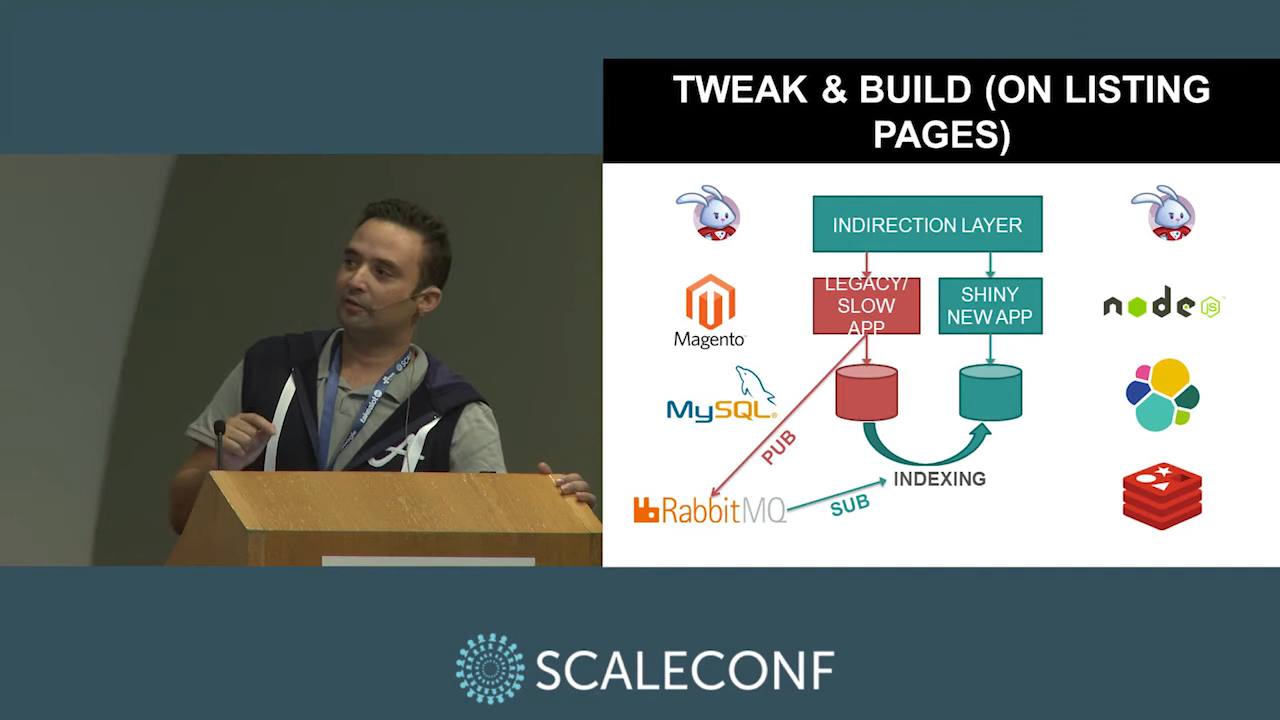 TWEAK & BUILD (ON LISTING
PAGES)
INDIRECTION LAYER
LEGACY/
SLOW
APP
SHINY
NEW APP
Magento
node
JS
MySQL
PUB
INDEXING
RabbitMQ
SUB
SCALECONF